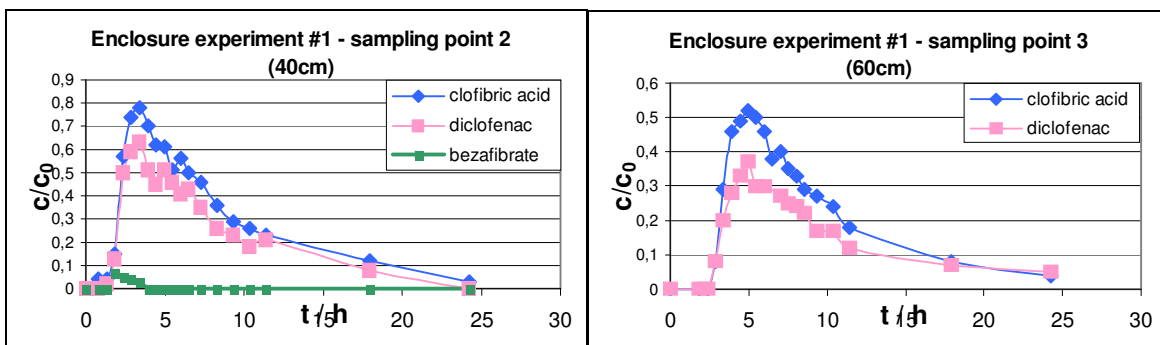 Enclosure experiment #1 - sampling point 2
(40cm)
0,9
0,8
0,7
0,6
0,5
0,4
0,3
0,2
0,1
0
c/c0
clofibric acid
diclofenac
bezafibrate
0 5 10 15 20 25 30
t / h
Enclosure experiment #1 - sampling point 3
(60cm)
0,6
0,5
0,4
0,3
0,2
0,1
0
c/c0
clofibric acid
diclofenac
0 5 10 15 20 25 30
t / h